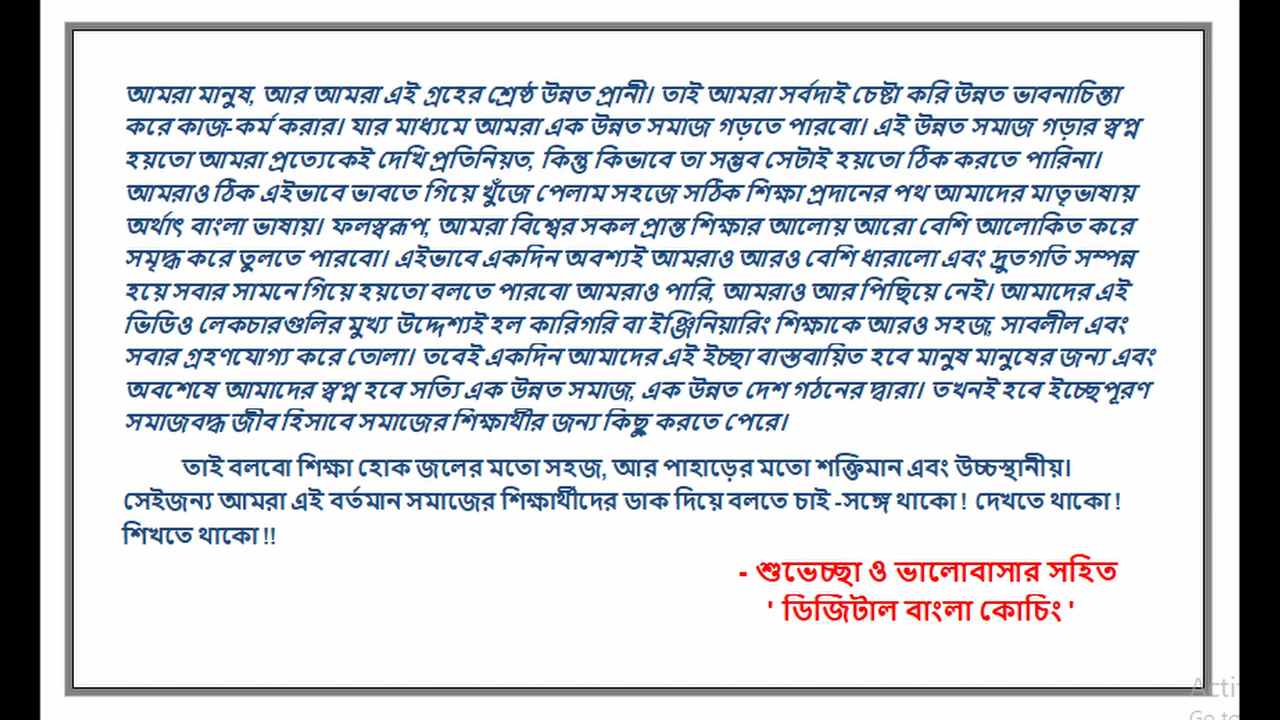 আমরা মানুষ, আর আমরা এই গ্রহের শ্রেষ্ঠ উন্নত প্রানী। তাই আমরা সর্বদাই চেষ্টা করি উন্নত ভাবনাচিন্তা
করে কাজ-কর্ম করার। যার মাধ্যমে আমরা এক উন্নত সমাজ গড়তে পারবো। এই উন্নত সমাজ গড়ার স্বপ্ন
হয়তো আমরা প্রত্যেকেই দেখি প্রতিনিয়ত, কিন্তু কিভাবে তা সম্ভব সেটাই হয়তো ঠিক করতে পারিনা।
আমরাও ঠিক এইভাবে ভাবতে গিয়ে খুঁজে পেলাম সহজে সঠিক শিক্ষা প্রদানের পথ আমাদের মাতৃভাষায়
অর্থাৎ বাংলা ভাষায়। ফলস্বরূপ, আমরা বিশ্বের সকল প্রান্ত শিক্ষার আলোয় আরো বেশি আলোকিত করে
সমৃদ্ধ করে তুলতে পারবো। এইভাবে একদিন অবশ্যই আমরাও আরও বেশি ধারালো এবং দ্রুতগতি সম্পন্ন
হয়ে সবার সামনে গিয়ে হয়তো বলতে পারবো আমরাও পারি, আমরাও আর পিছিয়ে নেই। আমাদের এই
ভিডিও লেকচারগুলির মুখ্য উদ্দেশ্যই হল কারিগরি বা ইঞ্জিনিয়ারিং শিক্ষাকে আরও সহজ, সাবলীল এবং
সবার গ্রহণযোগ্য করে তোলা। তবেই একদিন আমাদের এই ইচ্ছা বাস্তবায়িত হবে মানুষ মানুষের জন্য এবং
অবশেষে আমাদের স্বপ্ন হবে সত্যি এক উন্নত সমাজ, এক উন্নত দেশ গঠনের দ্বারা। তখনই হবে ইচ্ছেপূরণ
সমাজবদ্ধ জীব হিসাবে সমাজের শিক্ষার্থীর জন্য কিছু করতে পেরে।
তাই বলবো শিক্ষা হোক জলের মতো সহজ, আর পাহাড়ের মতো শক্তিমান এবং উচ্চস্থানীয়।
সেইজন্য আমরা এই বর্তমান সমাজের শিক্ষার্থীদের ডাক দিয়ে বলতে চাই -সঙ্গে থাকো ! দেখতে থাকো !
শিখতে থাকো !!
- শুভেচ্ছা ও ভালোবাসার সহিত
' ডিজিটাল বাংলা কোচিং '